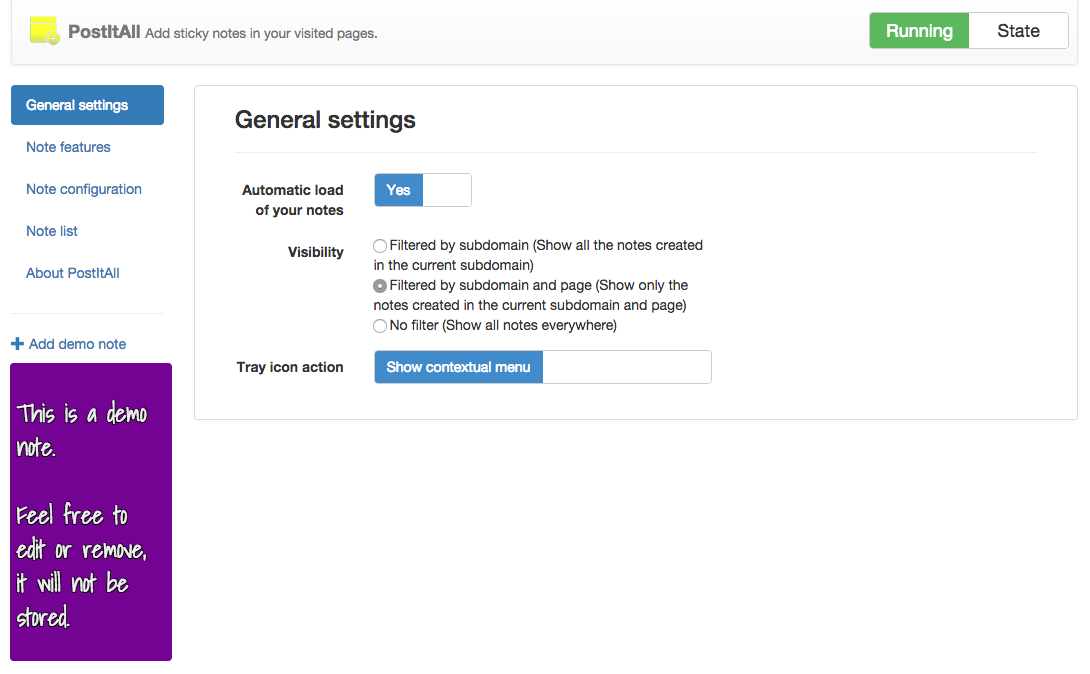 PostItAll Add sticky notes in your visited pages.
Running State
General settings
Note features
Note configuration
Note list
About PostItAll
Add demo note
This is a demo
note.
Feel free to
edit or remove,
it will not be
stored.
General settings
Automatic load
of your notes
Yes
Visibility
Filtered by subdomain (Show all the notes created
in the current subdomain)
Filtered by subdomain and page (Show only the
notes created in the current subdomain and page)
No filter (Show all notes everywhere)
Tray icon action
Show contextual menu